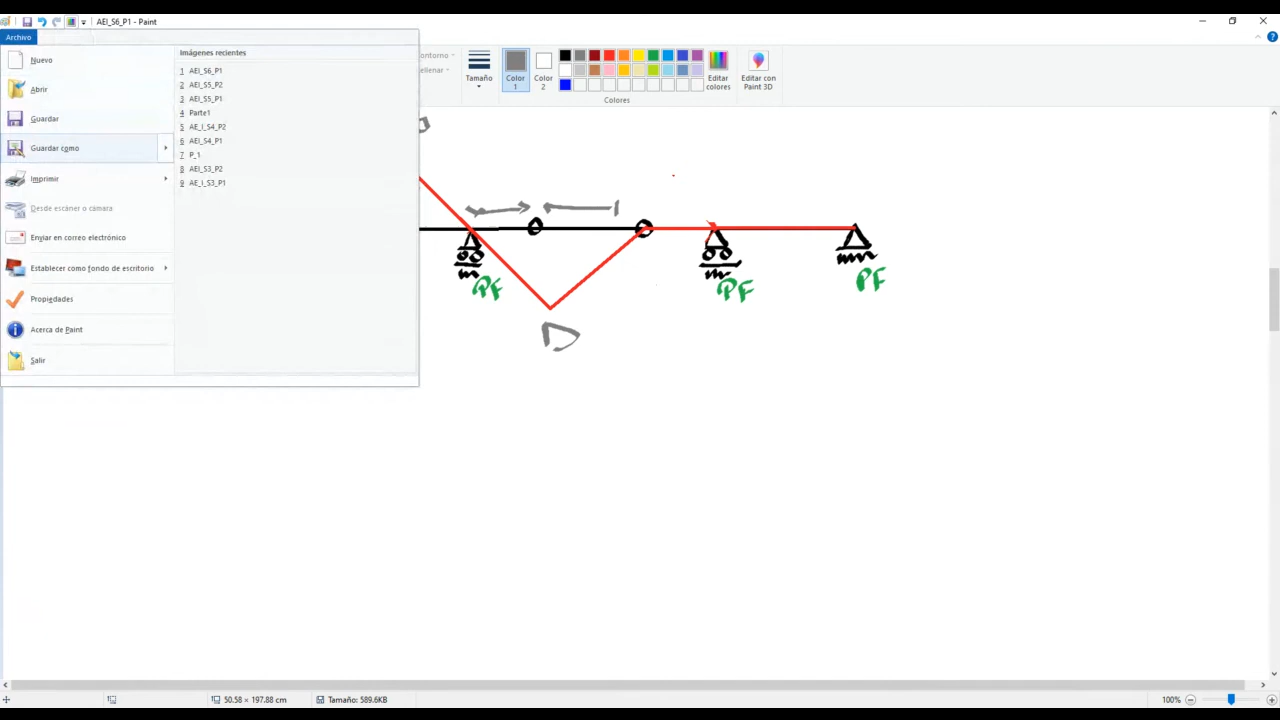 AEI_S6_P1 - Paint
Archivo
Nuevo
Abrir
Guardar
Guardar como
Imprimir
Desde escáner o cámara
Enviar en correo electrónico
Establecer como fondo de escritorio
Propiedades
Acerca de Paint
Salir
Imágenes recientes
1 AEI_S6_P1
2 AEI_S5_P2
3 AEI_S5_P1
4 Parte1
5 AE_I_S4_P2
6 AEI_S4_P1
7 P_1
8 AEI_S3_P2
9 AE_I_S3_P1
ontorno
ellenar
Tamaño
Color 1
Color 2
Editar colores
Editar con Paint 3D
Colores
PF
PF
PF
D
50.58 × 197.88 cm
Tamaño: 589.6KB
100%